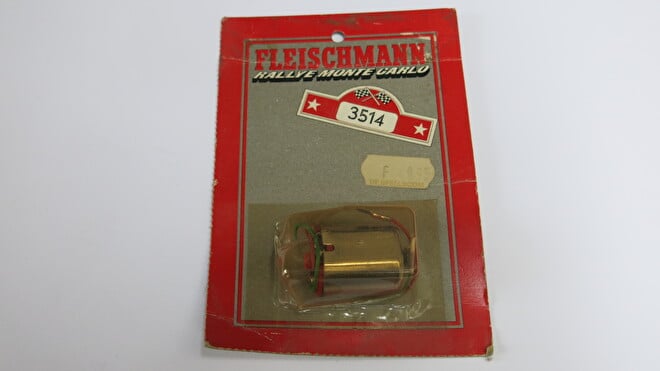 FLEISCHMANN
RALLYE MONTE CARLO
3514
F